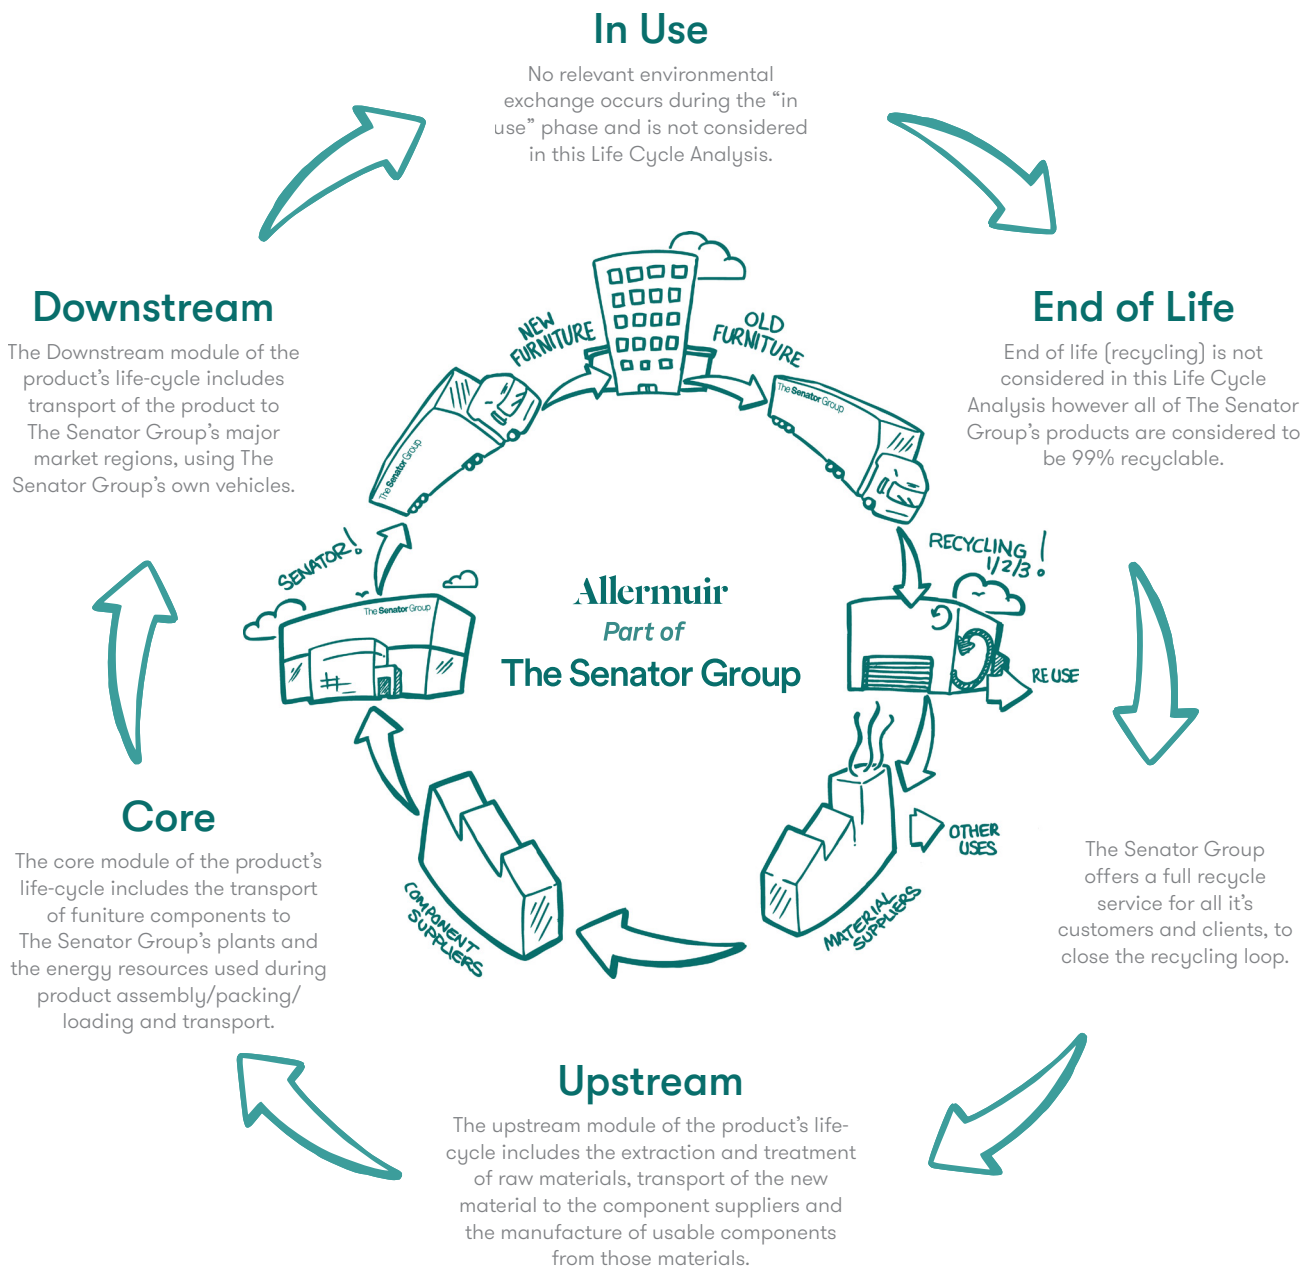 In Use
No relevant environmental
exchange occurs during the “in
use” phase and is not considered
in this Life Cycle Analysis.
Downstream
The Downstream module of the
product’s life-cycle includes
transport of the product to
The Senator Group’s major
market regions, using The
Senator Group’s own vehicles.
End of Life
End of life (recycling) is not
considered in this Life Cycle
Analysis however all of The Senator
Group’s products are considered to
be 99% recyclable.
NEW
FURNITURE
OLD
FURNITURE
The Senator Group
The Senator Group
SENATOR!
RECYCLING
1/2/3!
The Senator Group
Allermuir
Part of
The Senator Group
RE USE
OTHER
USES
COMPONENT
SUPPLIERS
MATERIAL
SUPPLIERS
Core
The core module of the product’s
life-cycle includes the transport
of funiture components to
The Senator Group’s plants and
the energy resources used during
product assembly/packing/
loading and transport.
The Senator Group
offers a full recycle
service for all it’s
customers and clients, to
close the recycling loop.
Upstream
The upstream module of the product’s life-
cycle includes the extraction and treatment
of raw materials, transport of the new
material to the component suppliers and
the manufacture of usable components
from those materials.